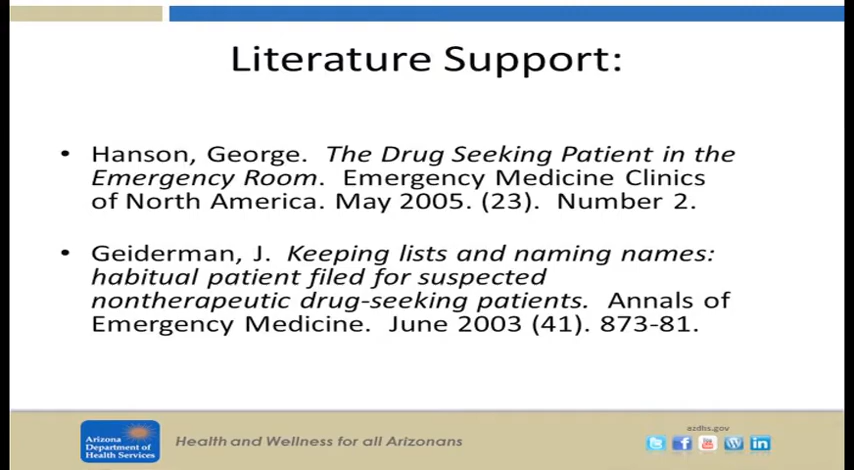 Literature Support:
• Hanson, George. The Drug Seeking Patient in the
Emergency Room. Emergency Medicine Clinics
of North America. May 2005. (23). Number 2.
• Geiderman, J. Keeping lists and naming names:
habitual patient filed for suspected
nontherapeutic drug-seeking patients. Annals of
Emergency Medicine. June 2003 (41). 873-81.
Arizona
Department of
Health Services
Health and Wellness for all Arizonans
azdhs.gov